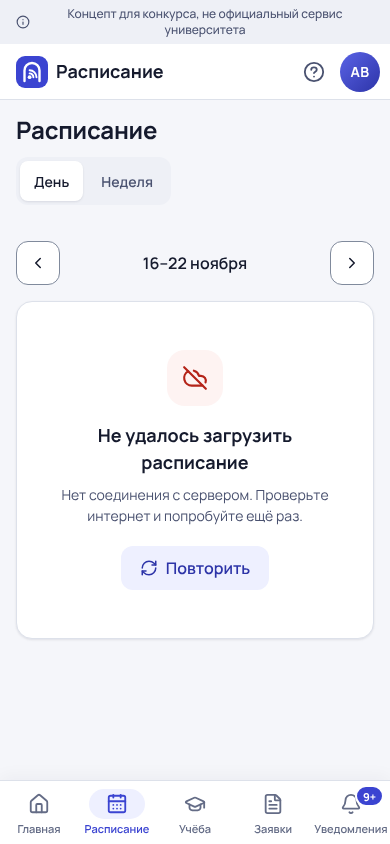 Концепт для конкурса, не официальный сервис
университета
Расписание
АВ
Расписание
День
Неделя
16–22 ноября
Не удалось загрузить
расписание
Нет соединения с сервером. Проверьте
интернет и попробуйте ещё раз.
Повторить
9+
Главная
Расписание
Учёба
Заявки
Уведомления